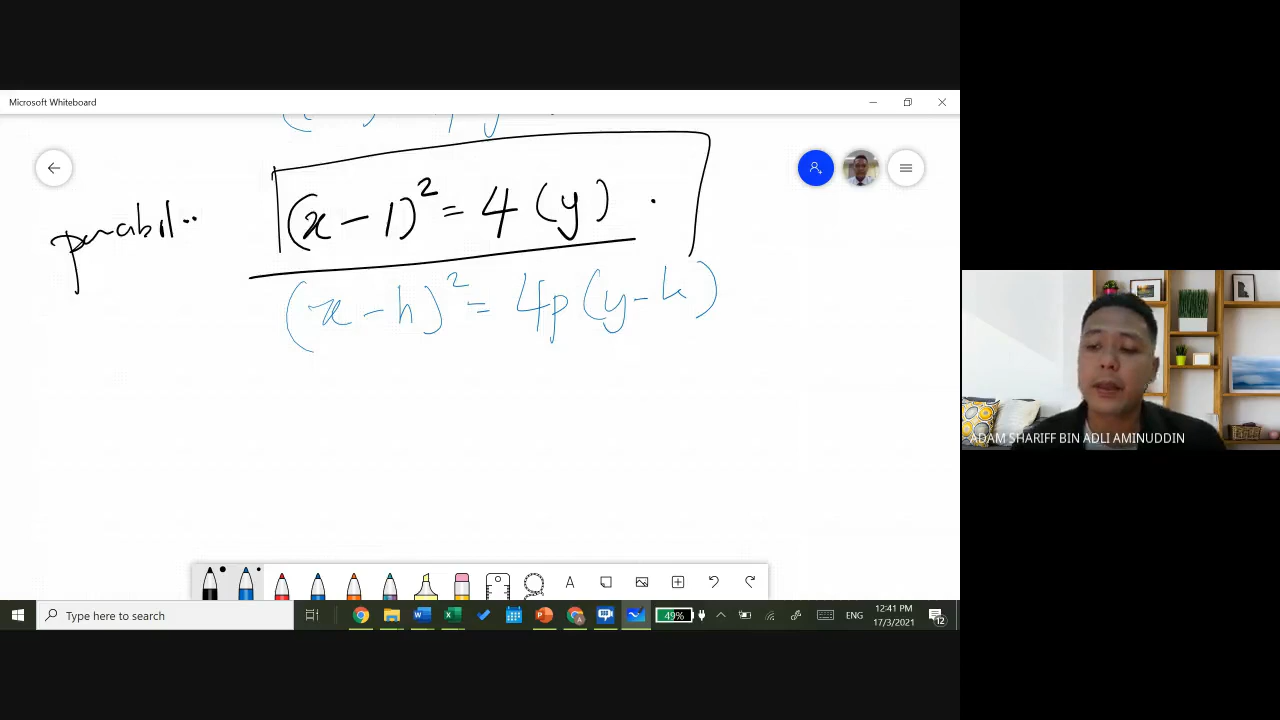 Microsoft Whiteboard
(x-1)² = 4(y) .
(x-h)² = 4p(y-k)
ADAM SHARIFF BIN ADLI AMINUDDIN
Type here to search
49%
ENG
12:41 PM
17/3/2021
12